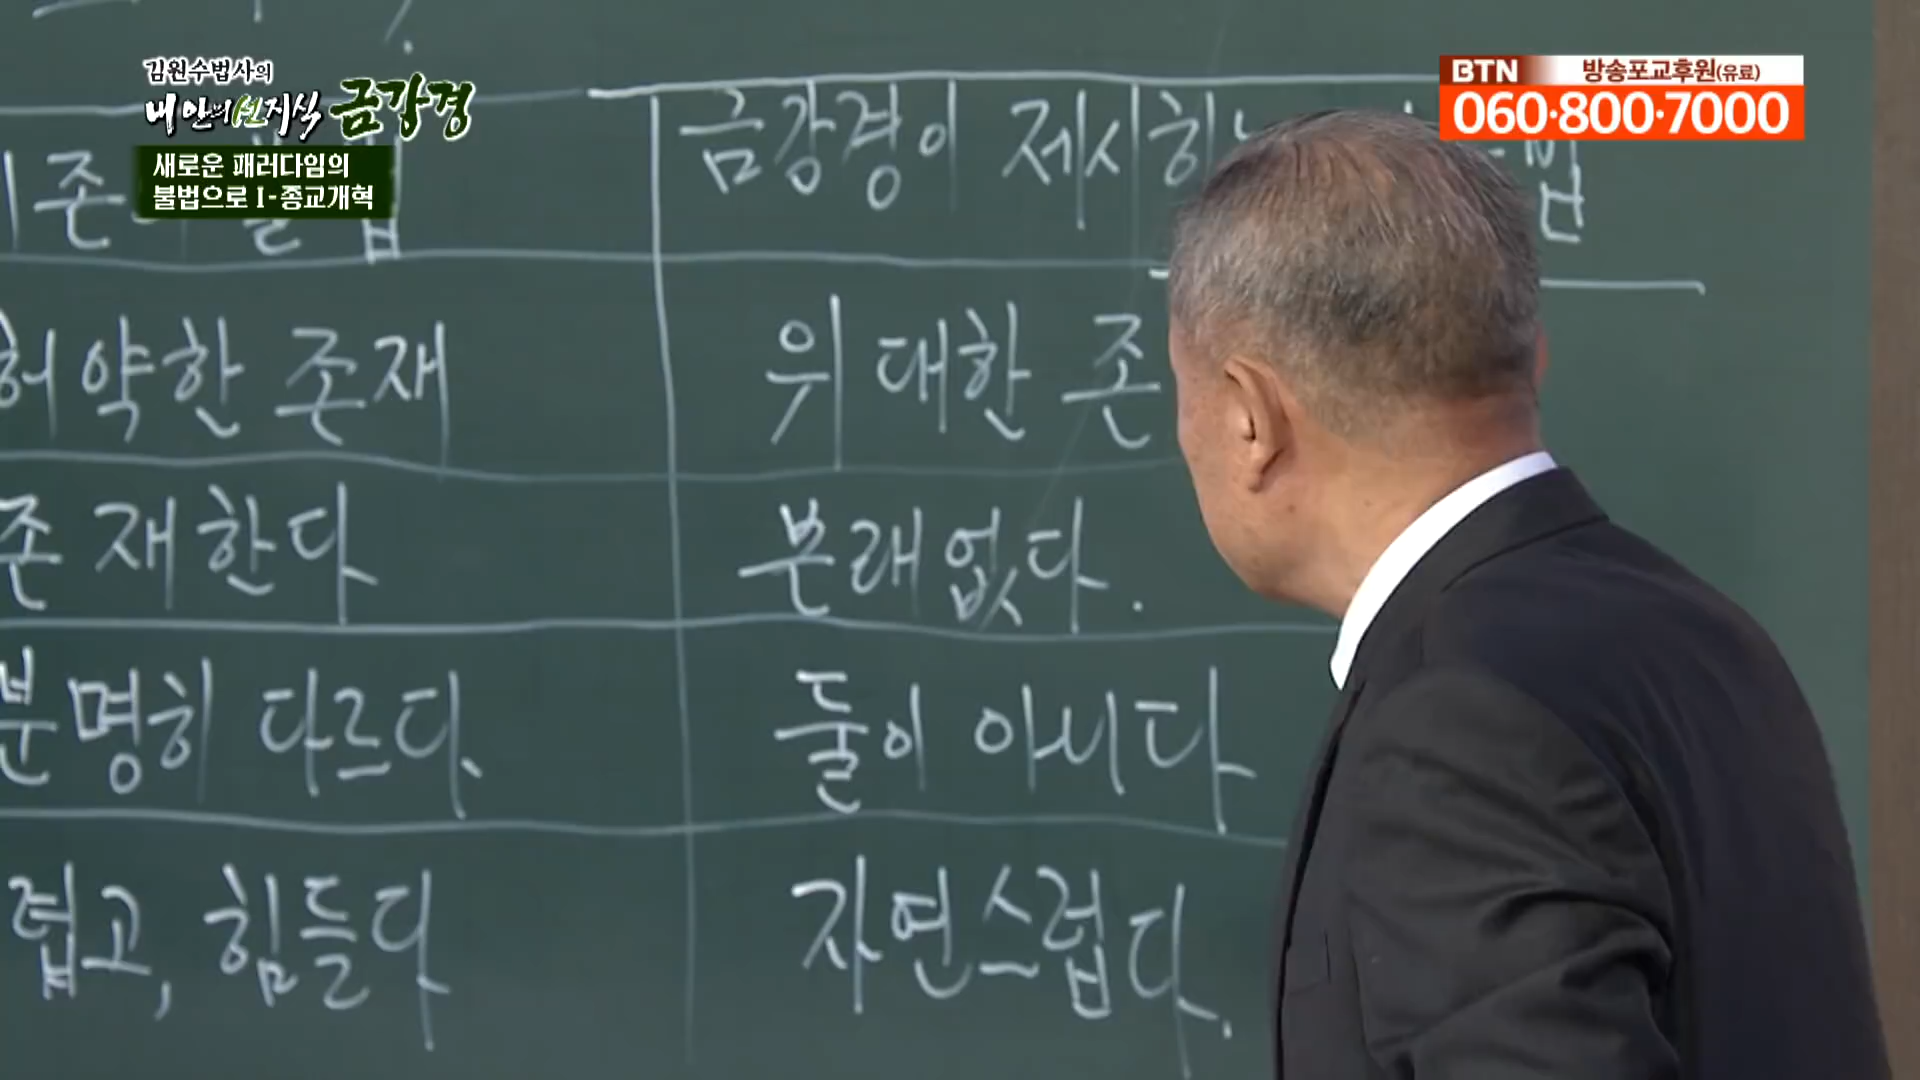 김원수법사의
내 안의 선지식 금강경
새로운 패러다임의
불법으로 I - 종교개혁
BTN 방송포교후원(유료)
060·800·7000
금강경이 제시하
허약한 존재 위대한 존
존재한다 본래없다.
분명히 다르다. 둘이 아니다
렵고, 힘들다 자연스럽다.